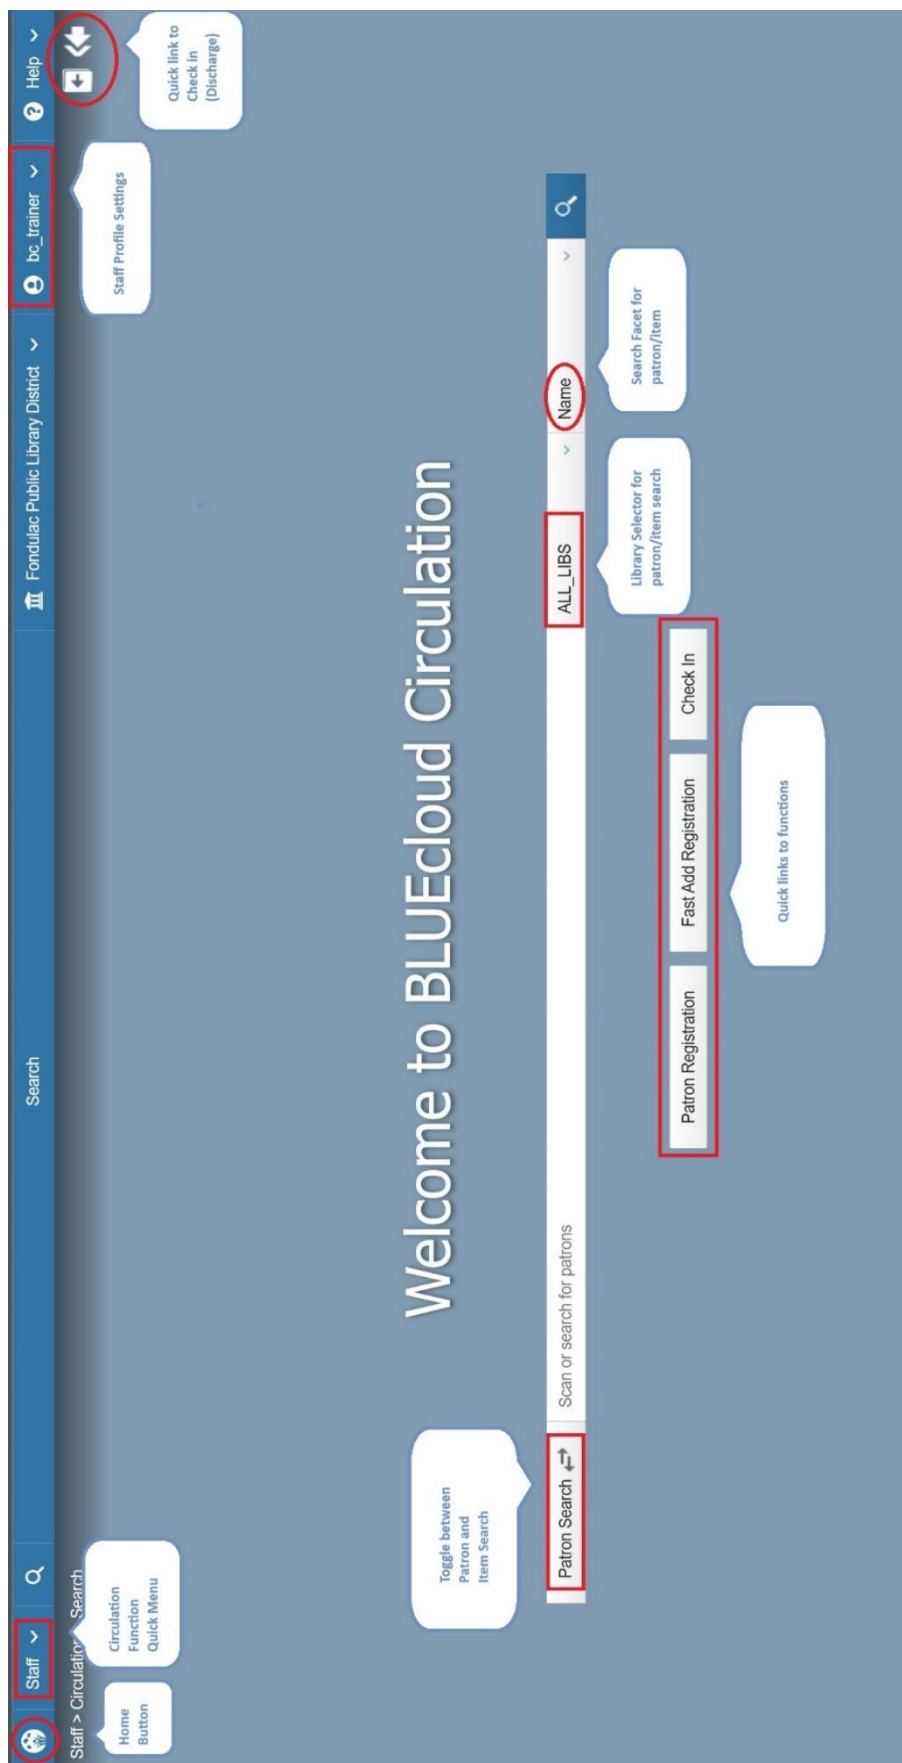 Staff
Search
Fondulac Public Library District
bc_trainer
Help
Staff > Circulation
Search
Home
Button
Circulation
Function
Quick Menu
Staff Profile Settings
Quick link to
Check in
(Discharge)
Welcome to BLUEcloud Circulation
Toggle between
Patron and
Item Search
Patron Search
Scan or search for patrons
ALL_LIBS
Name
Library Selector for
patron/item search
Search Facet for
patron/item
Patron Registration
Fast Add Registration
Check In
Quick links to functions